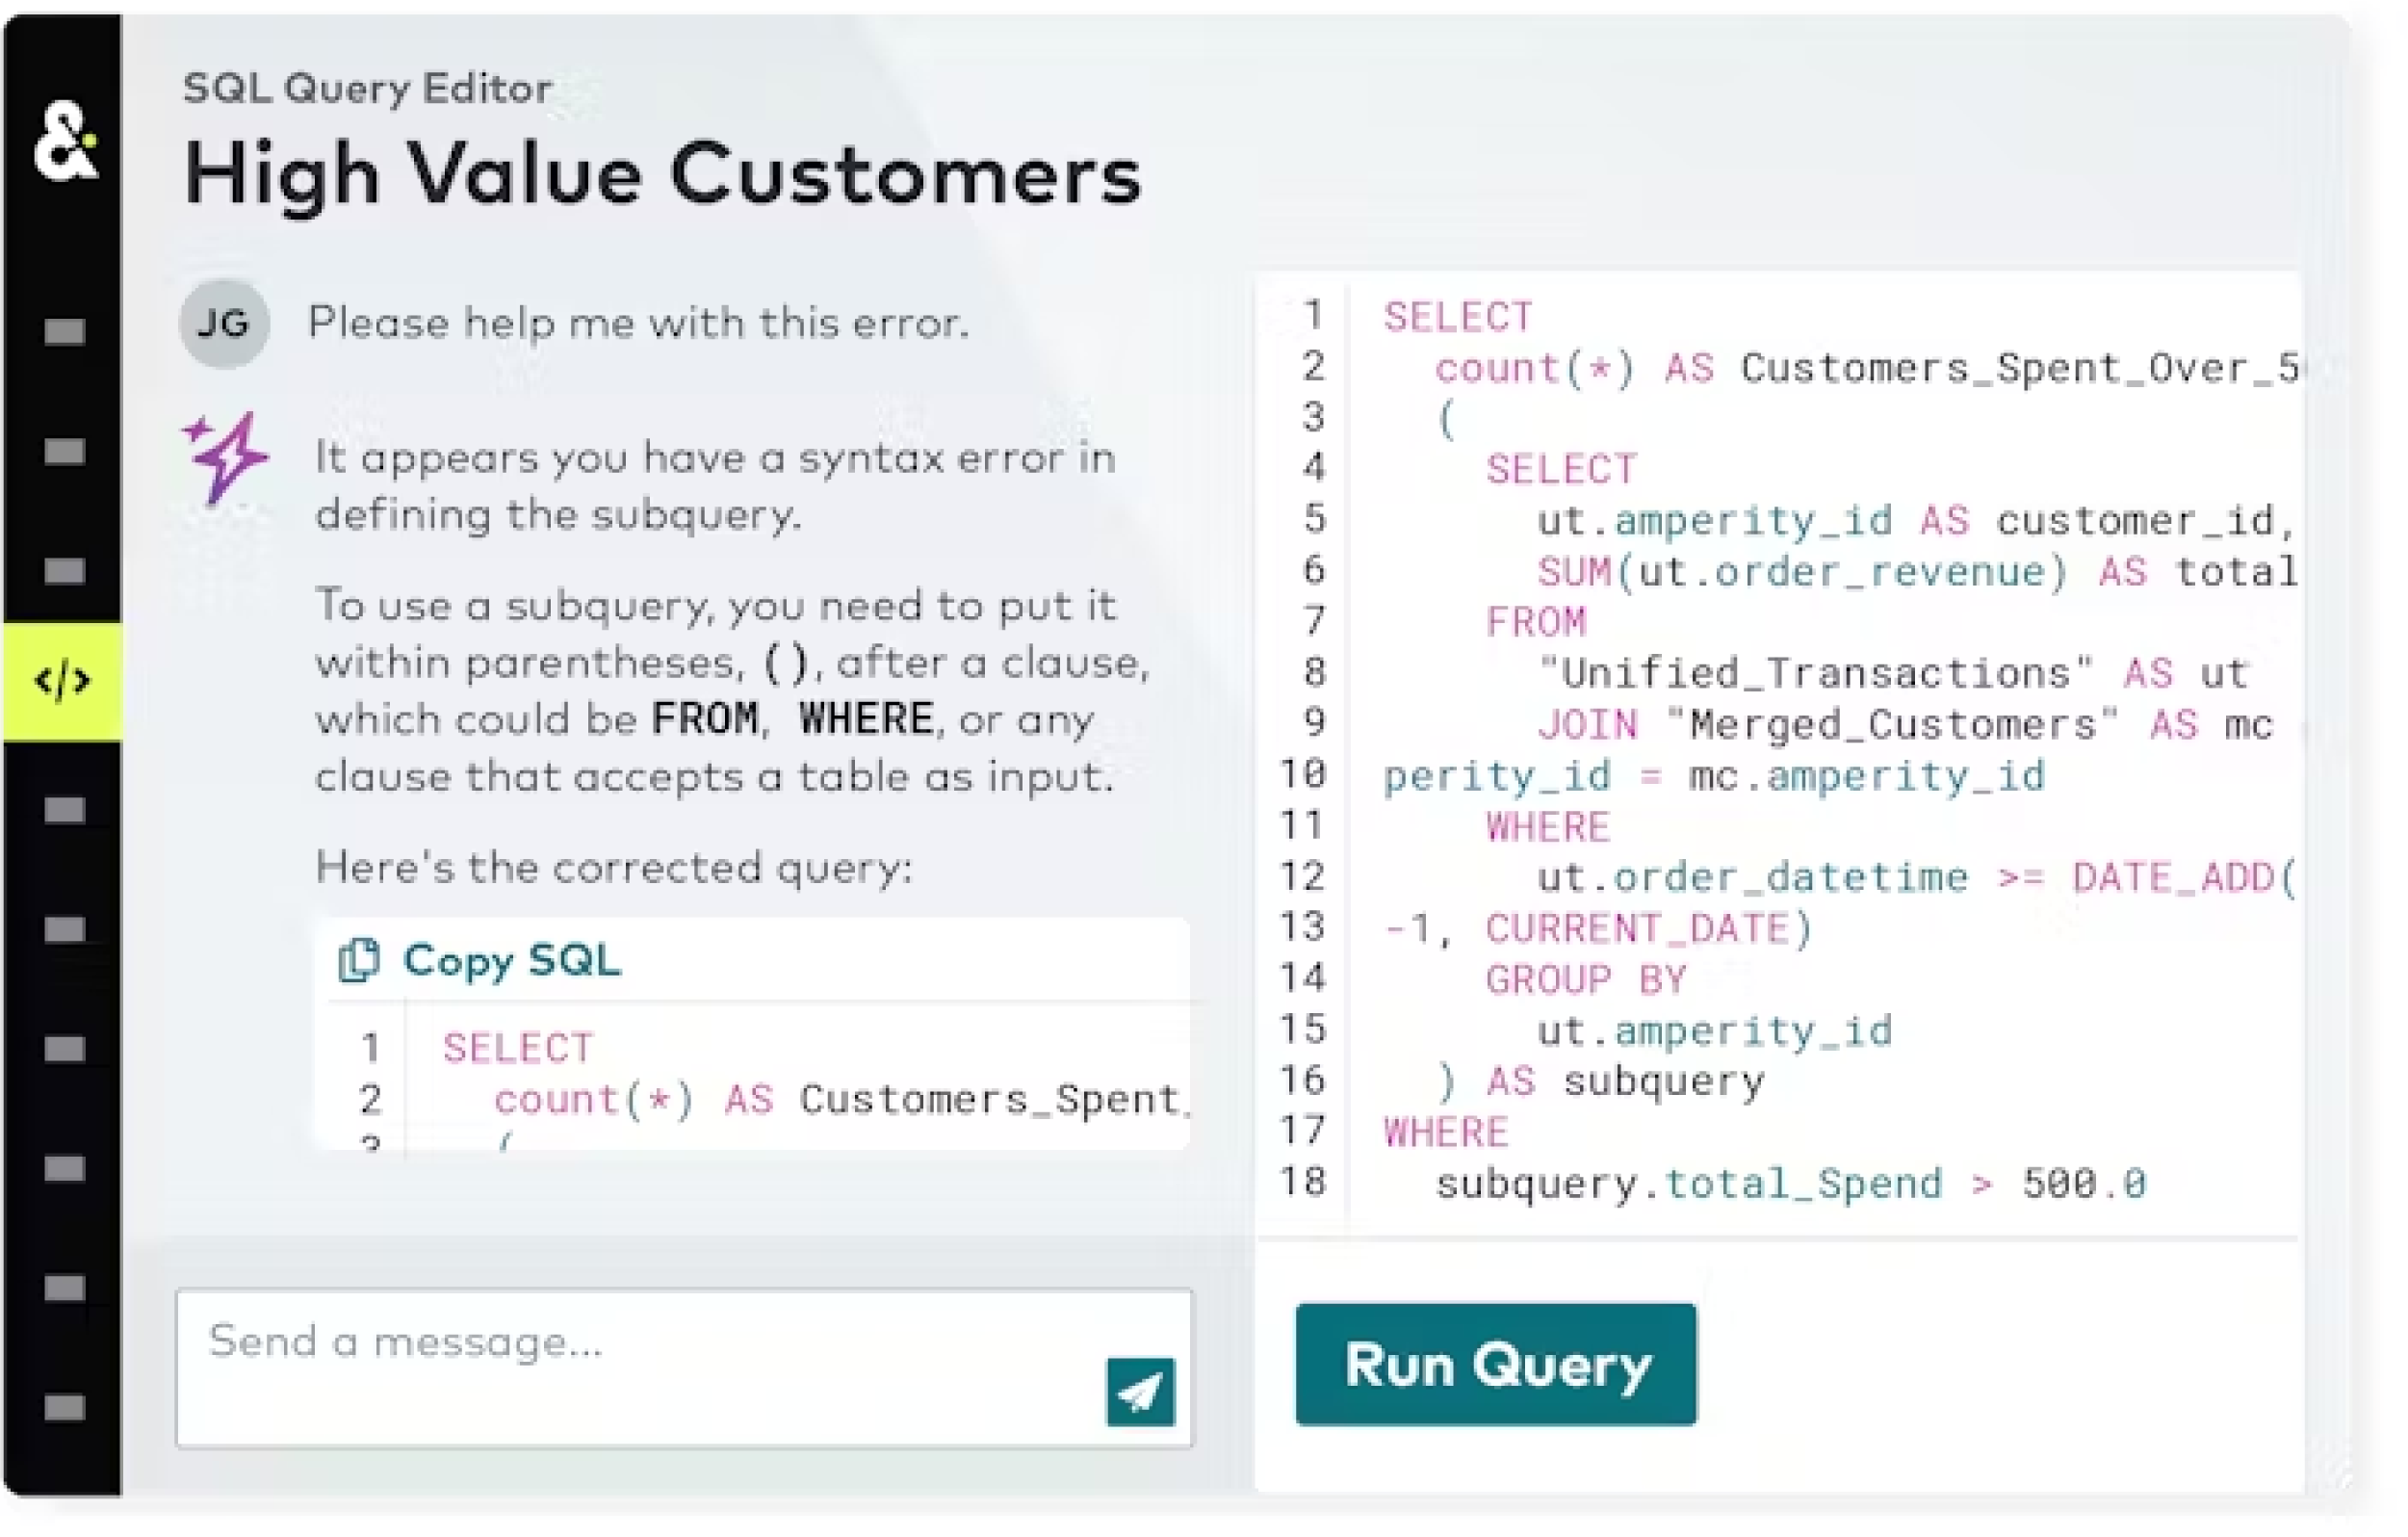 &
SQL Query Editor
High Value Customers
JG
Please help me with this error.
It appears you have a syntax error in
defining the subquery.
To use a subquery, you need to put it
within parentheses, (), after a clause,
which could be FROM, WHERE, or any
clause that accepts a table as input.
Here's the corrected query:
Copy SQL
1 SELECT
2 count(*) AS Customers_Spent_
3 (
Send a message...
</>
1 SELECT
2 count(*) AS Customers_Spent_Over_5
3 (
4 SELECT
5 ut.amperity_id AS customer_id,
6 SUM(ut.order_revenue) AS total
7 FROM
8 "Unified_Transactions" AS ut
9 JOIN "Merged_Customers" AS mc
10 perity_id = mc.amperity_id
11 WHERE
12 ut.order_datetime >= DATE_ADD(
13 -1, CURRENT_DATE)
14 GROUP BY
15 ut.amperity_id
16 ) AS subquery
17 WHERE
18 subquery.total_Spend > 500.0
Run Query